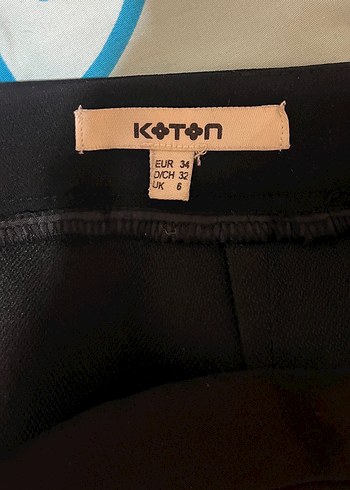 KOTON
EUR 34
D/CH 32
UK 6